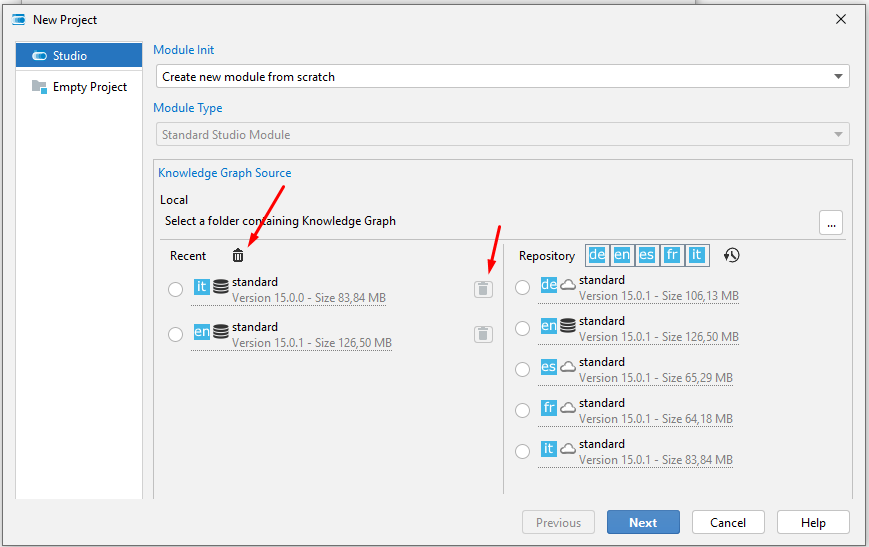 New Project
Studio
Empty Project
Module Init
Create new module from scratch
Module Type
Standard Studio Module
Knowledge Graph Source
Local
Select a folder containing Knowledge Graph
...
Recent
it standard
Version 15.0.0 - Size 83,84 MB
en standard
Version 15.0.1 - Size 126,50 MB
Repository de en es fr it
de standard
Version 15.0.1 - Size 106,13 MB
en standard
Version 15.0.1 - Size 126,50 MB
es standard
Version 15.0.1 - Size 65,29 MB
fr standard
Version 15.0.1 - Size 64,18 MB
it standard
Version 15.0.1 - Size 83,84 MB
Previous Next Cancel Help